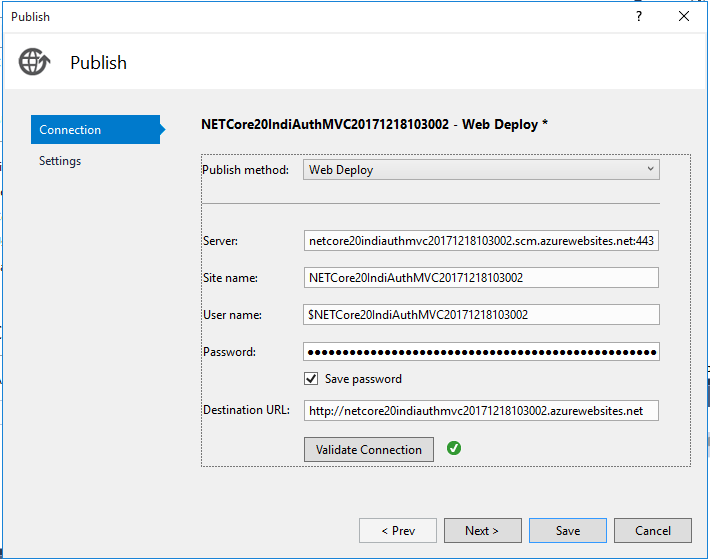 Publish
?
Publish
Connection
Settings
NETCore20IndiAuthMVC20171218103002 - Web Deploy *
Publish method: Web Deploy
Server: netcore20indiauthmvc20171218103002.scm.azurewebsites.net:443
Site name: NETCore20IndiAuthMVC20171218103002
User name: $NETCore20IndiAuthMVC20171218103002
Password:
Save password
Destination URL: http://netcore20indiauthmvc20171218103002.azurewebsites.net
Validate Connection
< Prev Next > Save Cancel